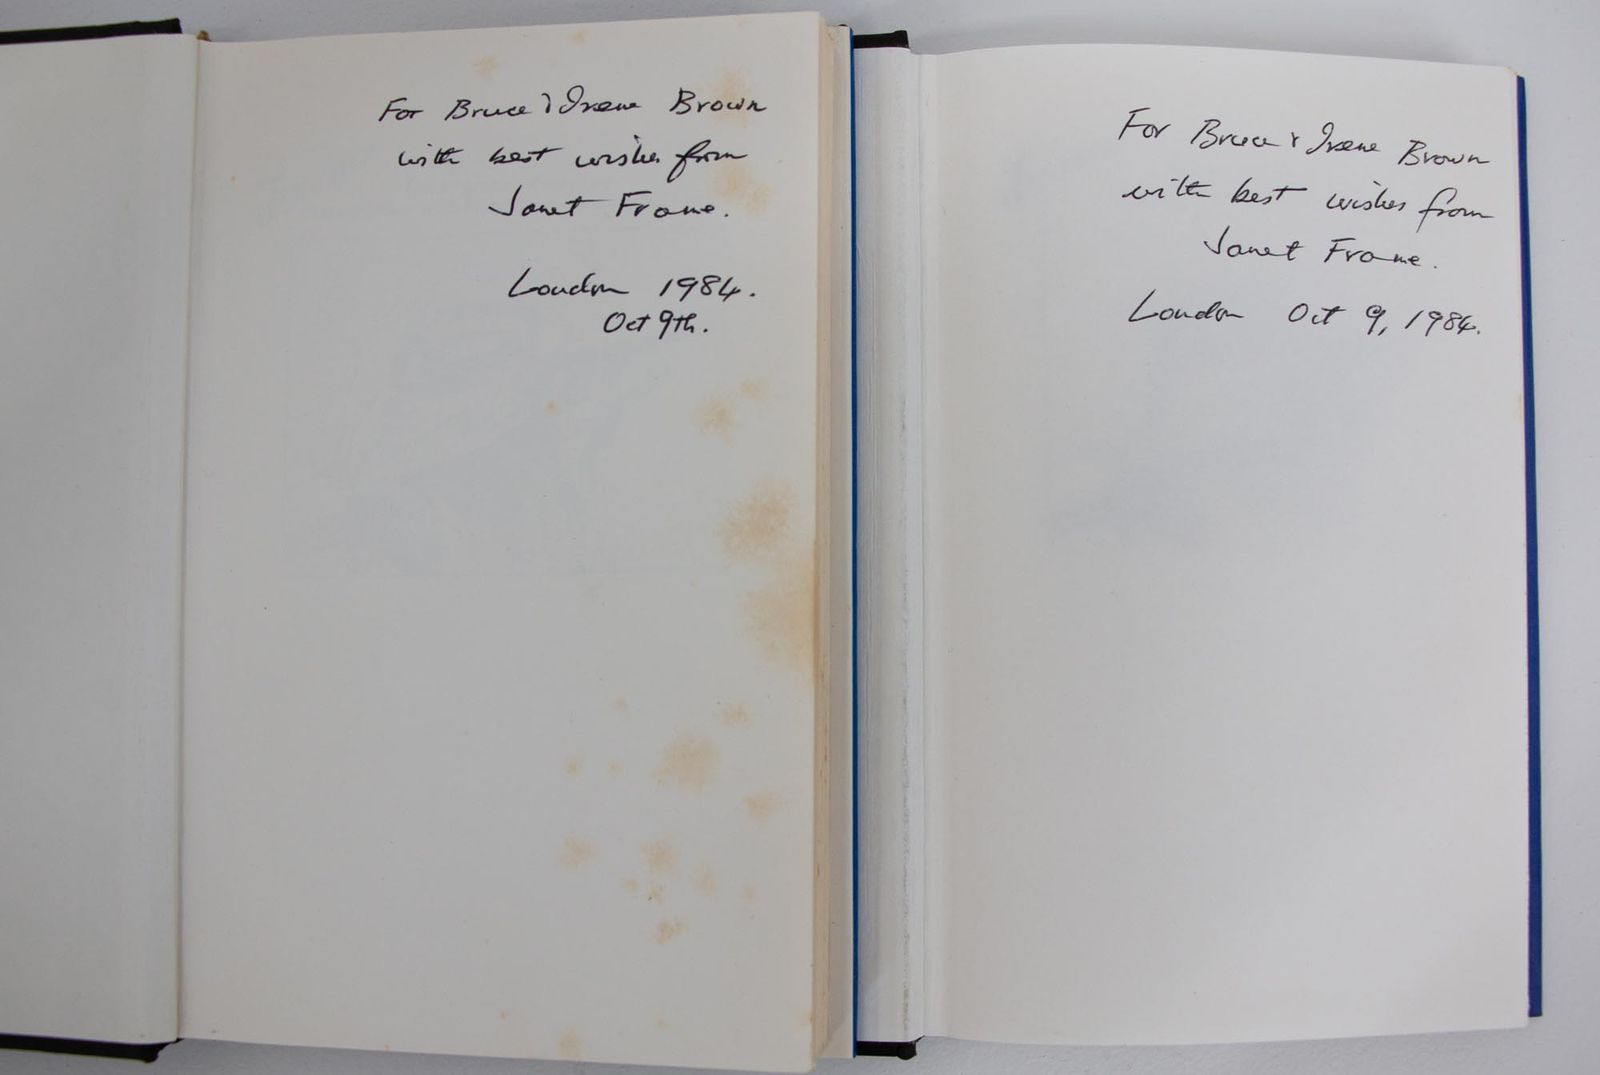 For Bruce & Irene Brown
with best wishes from
Janet Frame.
London 1984.
Oct 9th.
For Bruce & Irene Brown
with best wishes from
Janet Frame.
London Oct 9, 1984.